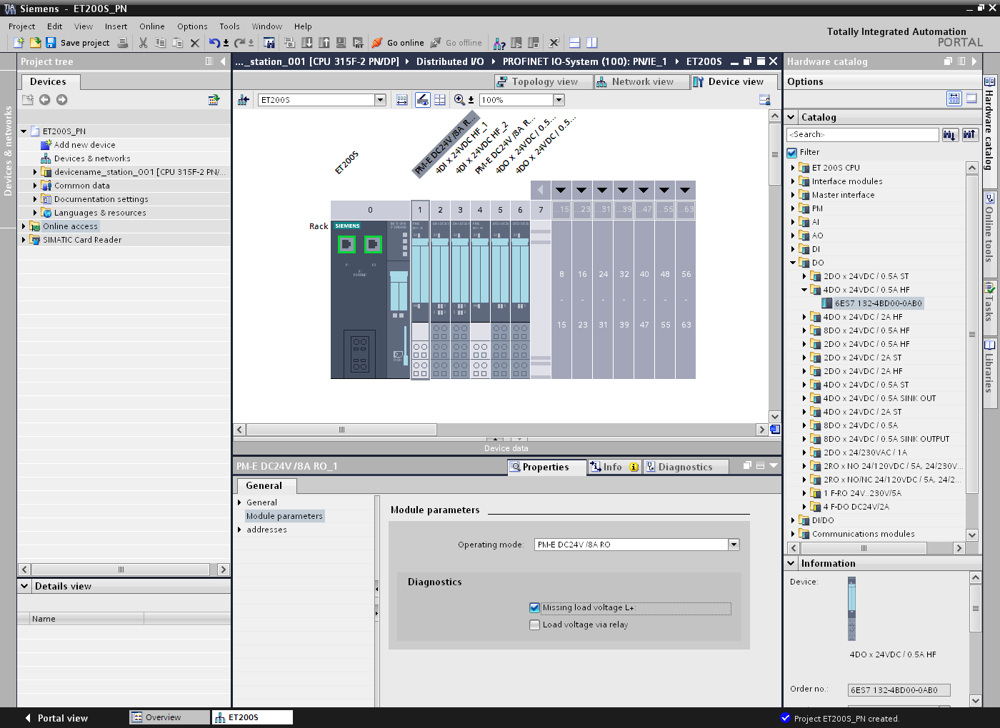 Siemens - ET200S_PN
Project Edit View Insert Online Options Tools Window Help
Save project
Go online
Go offline
Totally Integrated Automation
PORTAL
Project tree
Devices
Devices & networks
ET200S_PN
Add new device
Devices & networks
devicename_station_001 [CPU 315F-2 PN/...
Common data
Documentation settings
Languages & resources
Online access
SIMATIC Card Reader
Details view
Name
..._station_001 [CPU 315F-2 PN/DP] Distributed I/O PROFINET IO-System (100): PN/IE_1 ET200S
Topology view
Network view
Device view
ET200S
100%
ET200S
PM-E DC24V /8A R...
4DI X 24VDC HF_1
4DI X 24VDC HF_2
PM-E DC24V /8A R...
4DO X 24VDC / 0.5...
4DO X 24VDC / 0.5...
0 1 2 3 4 5 6 7 ...15 ...23 ...31 ...39 ...47 ...55 ...63
Rack
SIEMENS
8 16 24 32 40 48 56
- - - - - - -
15 23 31 39 47 55 63
Device data
PM-E DC24V /8A RO_1
Properties
Info
Diagnostics
General
General
Module parameters
addresses
Module parameters
Operating mode: PM-E DC24V /8A RO
Diagnostics
Missing load voltage L+:
Load voltage via relay
Hardware catalog
Options
Catalog
<Search>
Filter
ET 200S CPU
Interface modules
Master interface
PM
AI
AO
DI
DO
2DO x 24VDC / 0.5A ST
4DO x 24VDC / 0.5A HF
6ES7 132-4BD00-0AB0
4DO x 24VDC / 2A HF
8DO x 24VDC / 0.5A HF
2DO x 24VDC / 0.5A HF
2DO x 24VDC / 2A ST
2DO x 24VDC / 2A HF
4DO x 24VDC / 0.5A ST
4DO x 24VDC / 0.5A SINK OUT
4DO x 24VDC / 2A ST
8DO x 24VDC / 0.5A
8DO x 24VDC / 0.5A SINK OUTPUT
2DO x 24/230VAC / 1A
2RO x NO 24/120VDC / 5A, 24/230V...
2RO x NO/NC 24/120VDC / 5A, 24/2...
1 F-RO 24V..230V/5A
4 F-DO DC24V/2A
DI/DO
Communications modules
Information
Device:
4DO x 24VDC / 0.5A HF
Order no.: 6ES7 132-4BD00-0AB0
Hardware catalog
Online tools
Tasks
Libraries
Portal view
Overview
ET200S
Project ET200S_PN created.